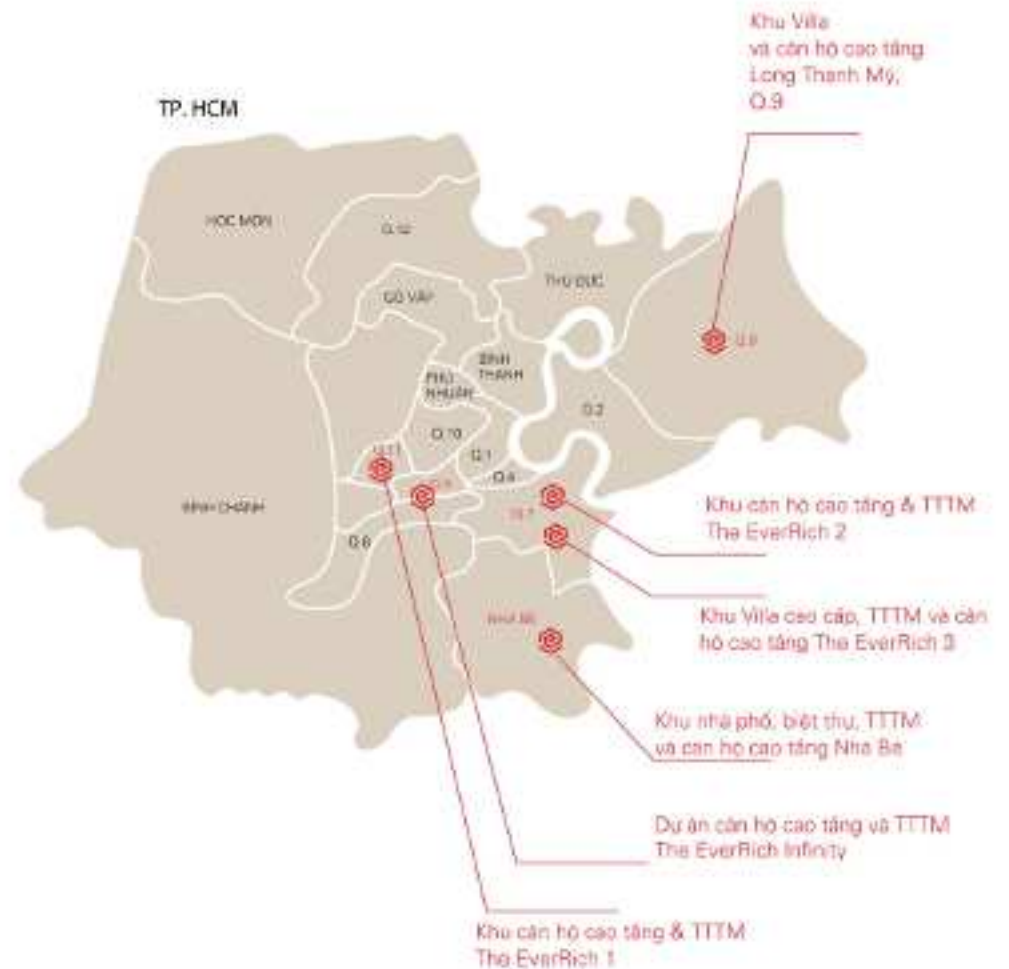 Khu Villa
và căn hộ cao tầng
Long Thạnh Mỹ,
Q.9
TP. HCM
HÓC MÔN
Q.12
THỦ ĐỨC
GÒ VẤP
Q.9
BÌNH
THẠNH
PHÚ
NHUẬN
Q.2
Q.10
Q.11
Q.1
Q.4
BÌNH CHÁNH
Q.7
Khu căn hộ cao tầng & TTTM
The EverRich 2
Q.8
Khu Villa cao cấp, TTTM và căn
hộ cao tầng The EverRich 3
NHÀ BÈ
Khu nhà phố, biệt thự, TTTM
và căn hộ cao tầng Nhà Bè
Dự án căn hộ cao tầng và TTTM
The EverRich Infinity
Khu căn hộ cao tầng & TTTM
The EverRich 1